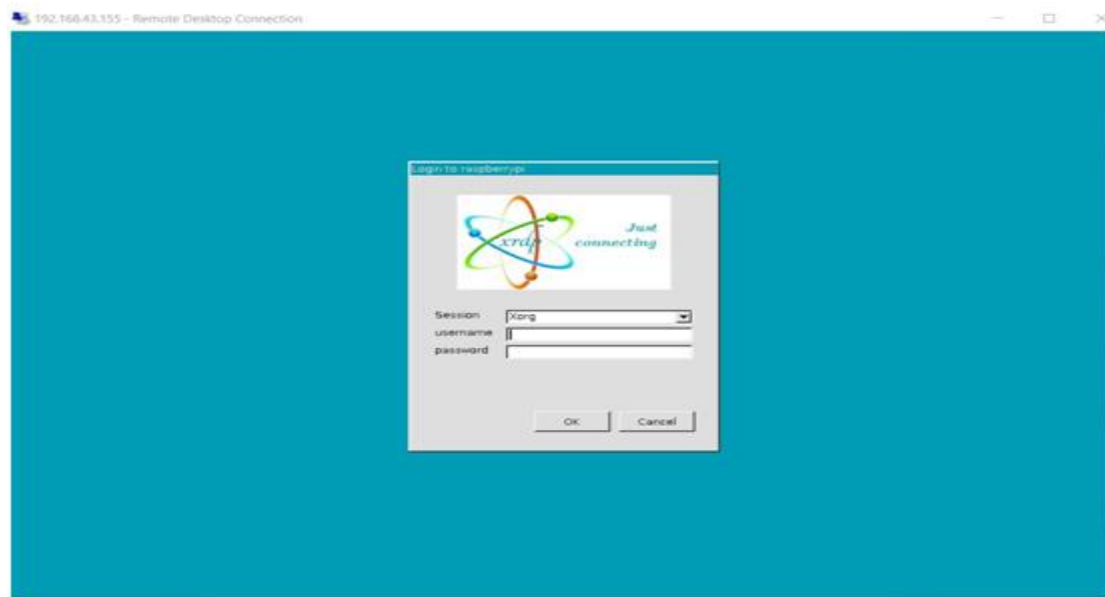 192.168.43.155 - Remote Desktop Connection
Login to raspberrypi
xrdp
Just
connecting
Session Xorg
username
password
OK Cancel